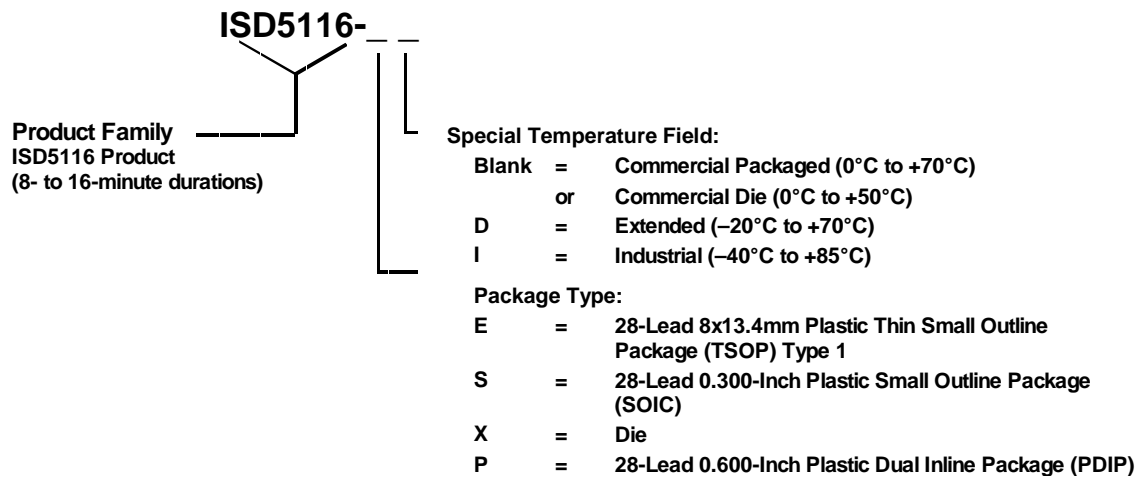 ISD5116-_ _
Product Family
ISD5116 Product
(8- to 16-minute durations)
Special Temperature Field:
Blank = Commercial Packaged (0°C to +70°C)
or Commercial Die (0°C to +50°C)
D = Extended (–20°C to +70°C)
I = Industrial (–40°C to +85°C)
Package Type:
E = 28-Lead 8x13.4mm Plastic Thin Small Outline
Package (TSOP) Type 1
S = 28-Lead 0.300-Inch Plastic Small Outline Package
(SOIC)
X = Die
P = 28-Lead 0.600-Inch Plastic Dual Inline Package (PDIP)